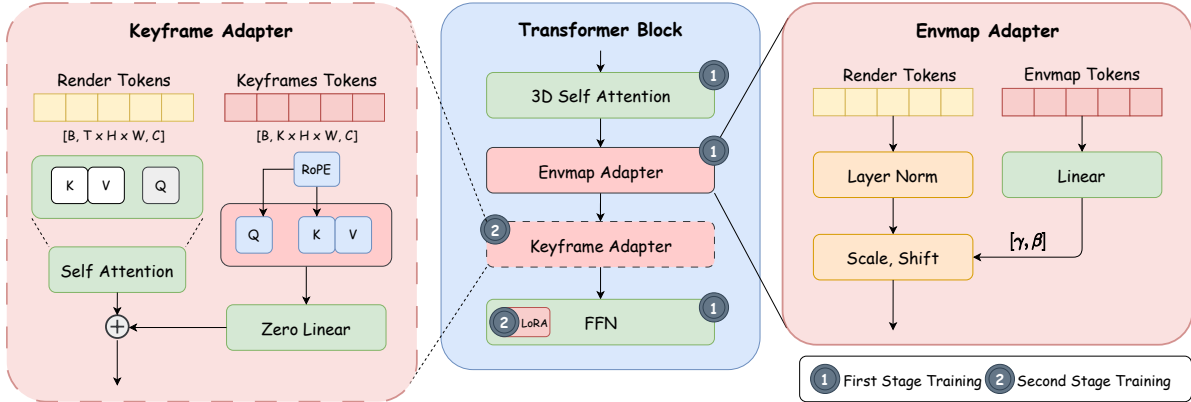 Keyframe Adapter
Render Tokens
Keyframes Tokens
[B, T x H x W, C]
[B, K x H x W, C]
K
V
Q
RoPE
Q
K
V
Self Attention
Zero Linear
+
Transformer Block
1
3D Self Attention
1
Envmap Adapter
2
Keyframe Adapter
1
2
LoRA
FFN
Envmap Adapter
Render Tokens
Envmap Tokens
Layer Norm
Linear
[γ, β]
Scale, Shift
1 First Stage Training
2 Second Stage Training